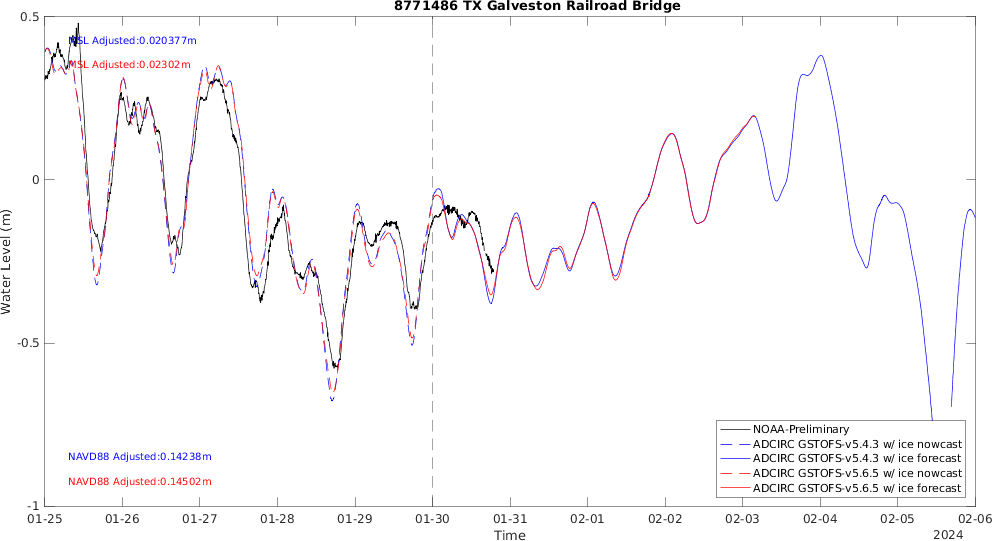 8771486 TX Galveston Railroad Bridge
0.5
MSL Adjusted:0.020377m
MSL Adjusted:0.02302m
0
Water Level (m)
-0.5
NOAA-Preliminary
ADCIRC GSTOFS-v5.4.3 w/ ice nowcast
ADCIRC GSTOFS-v5.4.3 w/ ice forecast
ADCIRC GSTOFS-v5.6.5 w/ ice nowcast
ADCIRC GSTOFS-v5.6.5 w/ ice forecast
NAVD88 Adjusted:0.14238m
NAVD88 Adjusted:0.14502m
-1
01-25 01-26 01-27 01-28 01-29 01-30 01-31 02-01 02-02 02-03 02-04 02-05 02-06
Time
2024